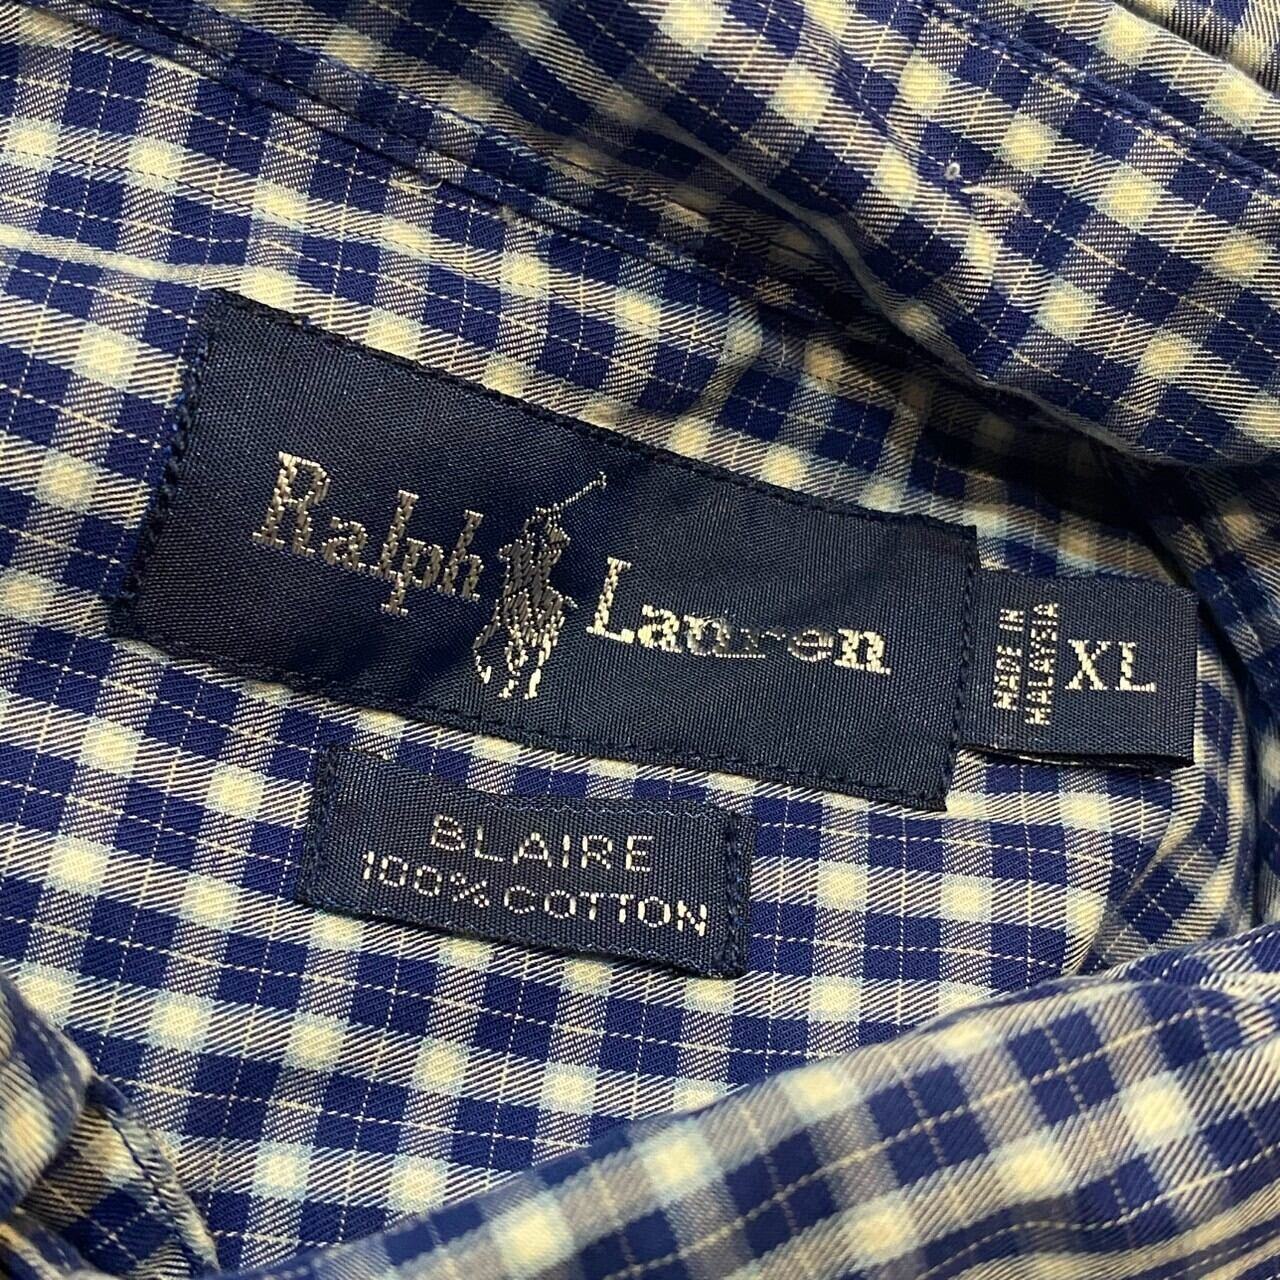 Ralph Lauren
MADE IN
MALAYSIA
XL
BLAIRE
100% COTTON